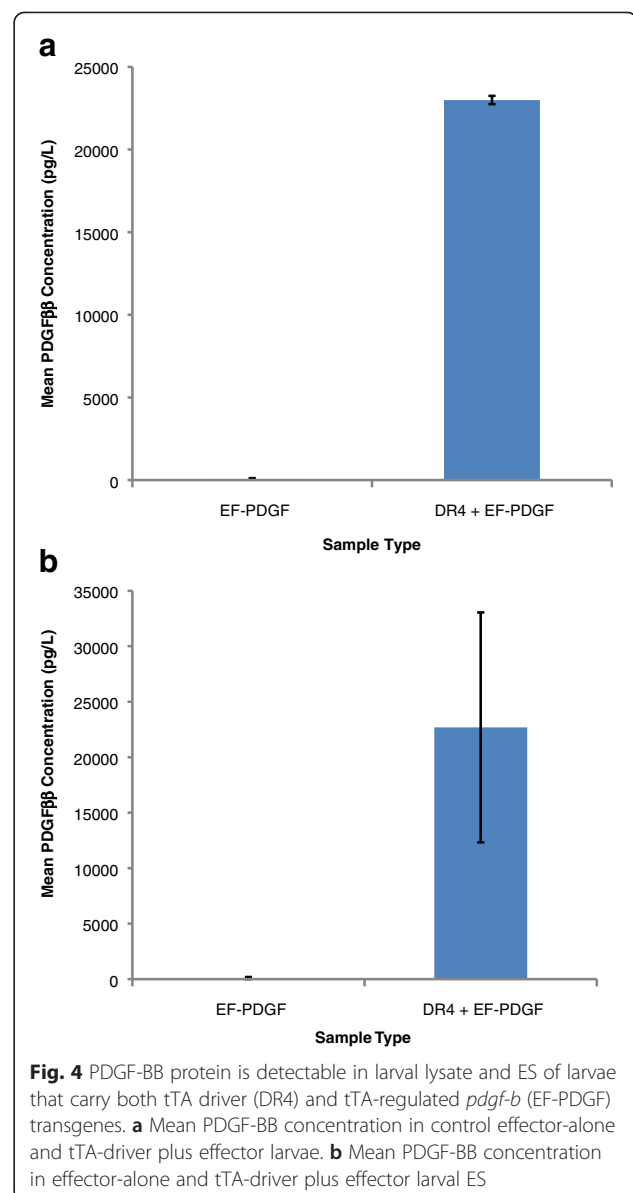 a
25000
20000
15000
10000
5000
0
Mean PDGFββ Concentration (pg/L)
EF-PDGF DR4 + EF-PDGF
Sample Type
b
35000
30000
25000
20000
15000
10000
5000
0
Mean PDGFββ Concentration (pg/L)
EF-PDGF DR4 + EF-PDGF
Sample Type
Fig. 4 PDGF-BB protein is detectable in larval lysate and ES of larvae
that carry both tTA driver (DR4) and tTA-regulated pdgf-b (EF-PDGF)
transgenes. a Mean PDGF-BB concentration in control effector-alone
and tTA-driver plus effector larvae. b Mean PDGF-BB concentration
in effector-alone and tTA-driver plus effector larval ES